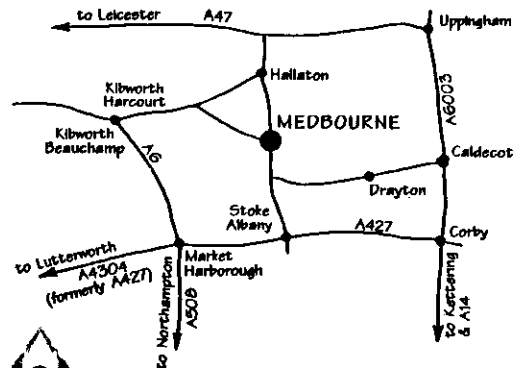 to Leicester
A47
Uppingham
Hallaton
Kibworth
Harcourt
A6003
MEDBOURNE
Kibworth
Beauchamp
A6
Caldecot
Drayton
Stoke
Albany
A427
Corby
to Lutterworth
A4304
(formerly A427)
Market
Harborough
to Northampton
A508
to Kettering
& A14